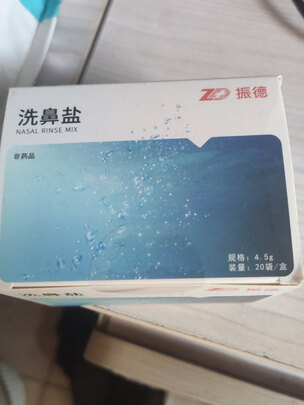 ZD 振德
洗鼻盐
NASAL RINSE MIX
非药品
规格: 4.5g
装量: 20袋/盒
洗鼻盐